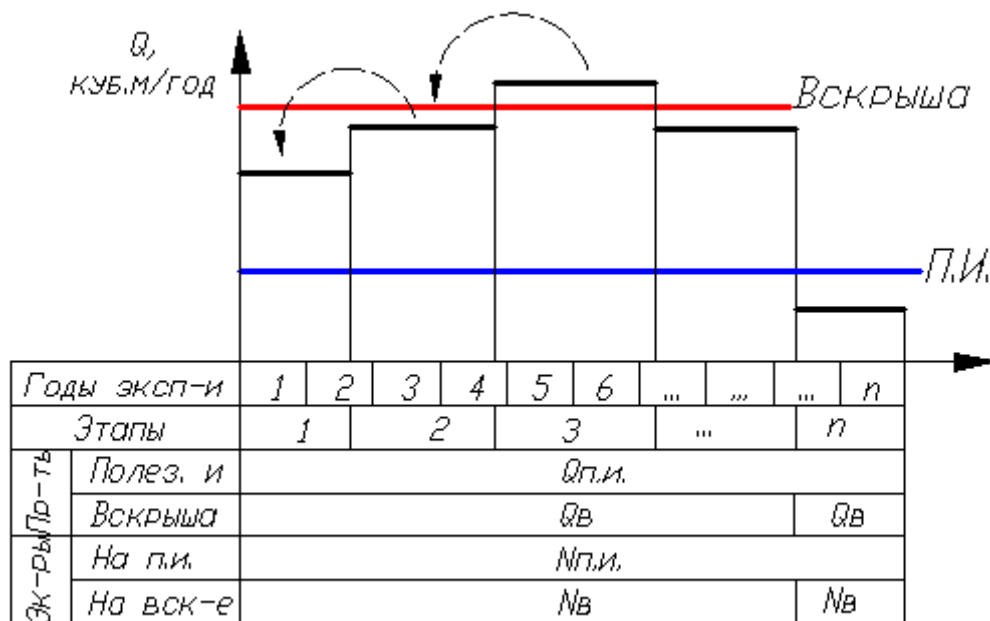 Q,
куб.м/год
Вскрыша
П.И.
Годы эксп-и 1 2 3 4 5 6 ... ,,, ... n
Этапы 1 2 3 ... n
Пр-ть
Полез. и Qп.и.
Вскрыша Qв Qв
Эк-ры
На п.и. Nп.и.
На вск-е Nв Nв